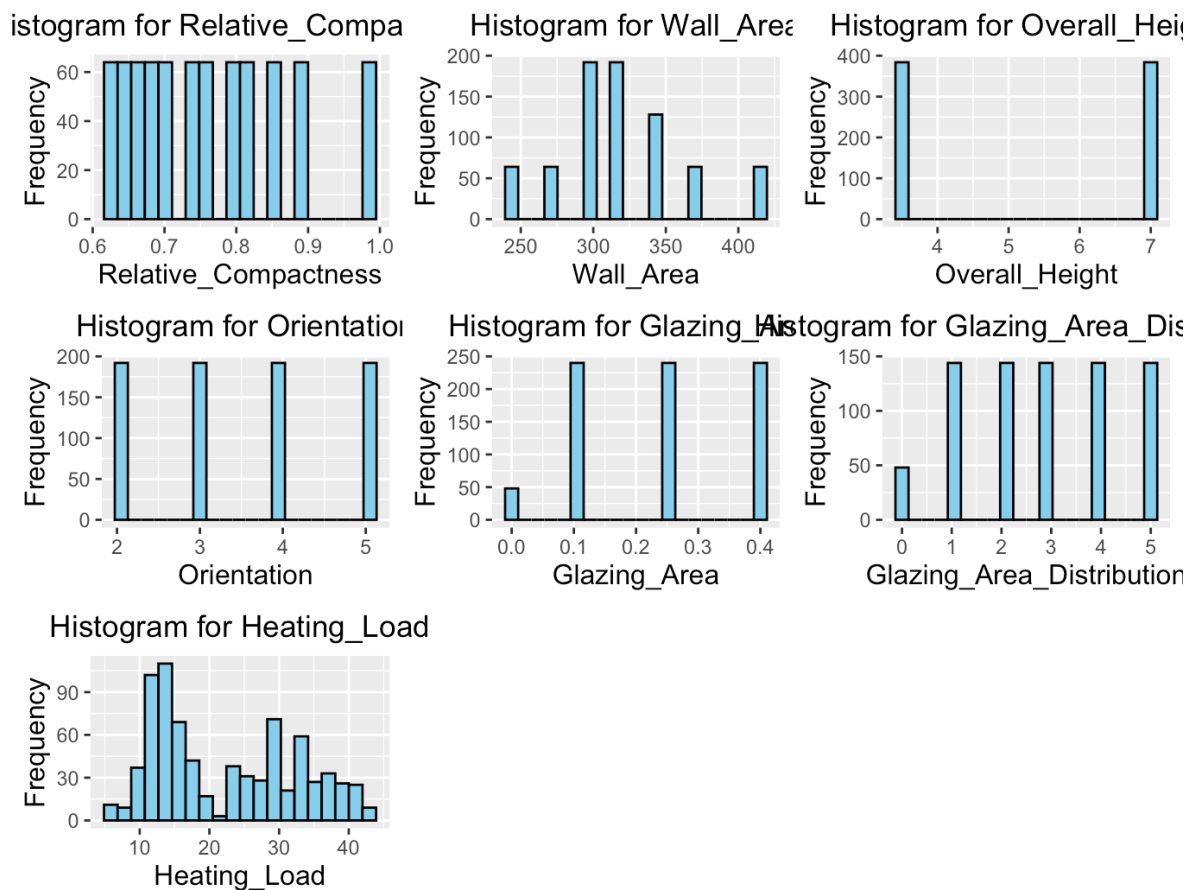 istogram for Relative_Compa
Frequency
60
40
20
0
0.6 0.7 0.8 0.9 1.0
Relative_Compactness
Histogram for Wall_Area
Frequency
200
150
100
50
0
250 300 350 400
Wall_Area
Histogram for Overall_Heig
Frequency
400
300
200
100
0
4 5 6 7
Overall_Height
Histogram for Orientation
Frequency
200
150
100
50
0
2 3 4 5
Orientation
Histogram for
Frequency
250
200
150
100
50
0
0.0 0.1 0.2 0.3 0.4
Glazing_Area
Histogram for Glazing_Area_Dis
Frequency
150
100
50
0
0 1 2 3 4 5
Glazing_Area_Distribution
Histogram for Heating_Load
Frequency
90
60
30
0
10 20 30 40
Heating_Load